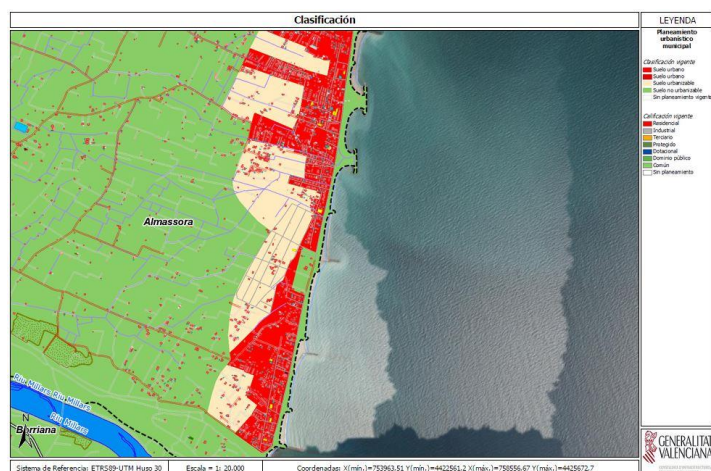 Clasificación
LEYENDA
Planeamiento
urbanístico
municipal
Clasificación vigente
Suelo urbano
Suelo urbano
Suelo urbanizable
Suelo no urbanizable
Sin planeamiento vigente
Calificación vigente
Residencial
Industrial
Terciario
Protegido
Dotacional
Dominio público
Común
Sin planeamiento
Almassora
Riu Millars Riu Millars
Riu Millars
Borriana
N
GENERALITAT
VALENCIANA
Sistema de Referencia: ETRS89-UTM Huso 30
Escala = 1: 20.000
Coordenadas: X(mín.)=753963.51 Y(mín.)=4422561.2 X(máx.)=758556.67 Y(máx.)=4425672.7